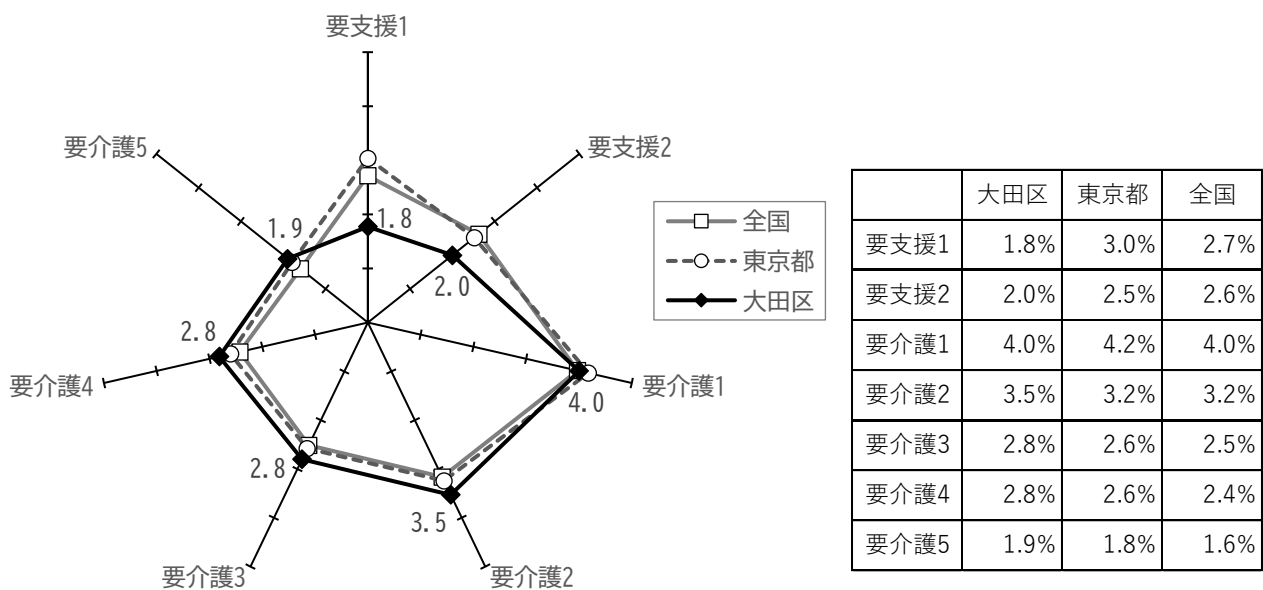 要支援1
要介護5
要支援2
1.9
1.8
2.0
2.8
要介護4
要介護1
4.0
2.8
3.5
要介護3
要介護2
全国
東京都
大田区
大田区 東京都 全国
要支援1 1.8% 3.0% 2.7%
要支援2 2.0% 2.5% 2.6%
要介護1 4.0% 4.2% 4.0%
要介護2 3.5% 3.2% 3.2%
要介護3 2.8% 2.6% 2.5%
要介護4 2.8% 2.6% 2.4%
要介護5 1.9% 1.8% 1.6%